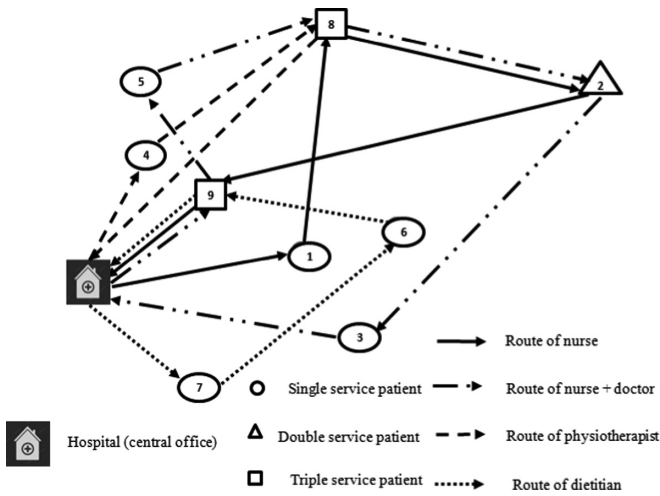 8
2
5
4
9
6
1
3
7
Route of nurse
Single service patient
Route of nurse + doctor
Hospital (central office)
Double service patient
Route of physiotherapist
Triple service patient
Route of dietitian